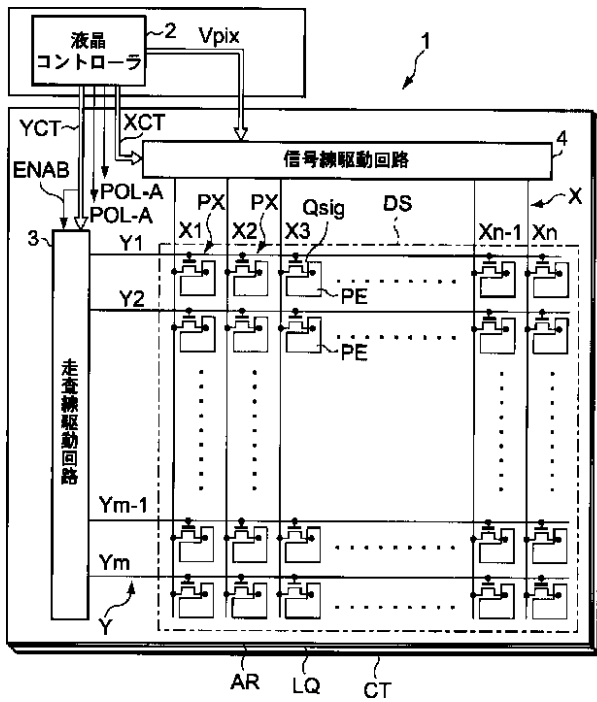 液晶
コントローラ
2
Vpix
1
YCT
XCT
4
信号線駆動回路
ENAB
POL-A
POL-A
3
PX
PX
Qsig
DS
X
X1
X2
X3
Xn-1
Xn
Y1
PE
Y2
PE
走査線駆動回路
Ym-1
Ym
Y
AR
LQ
CT